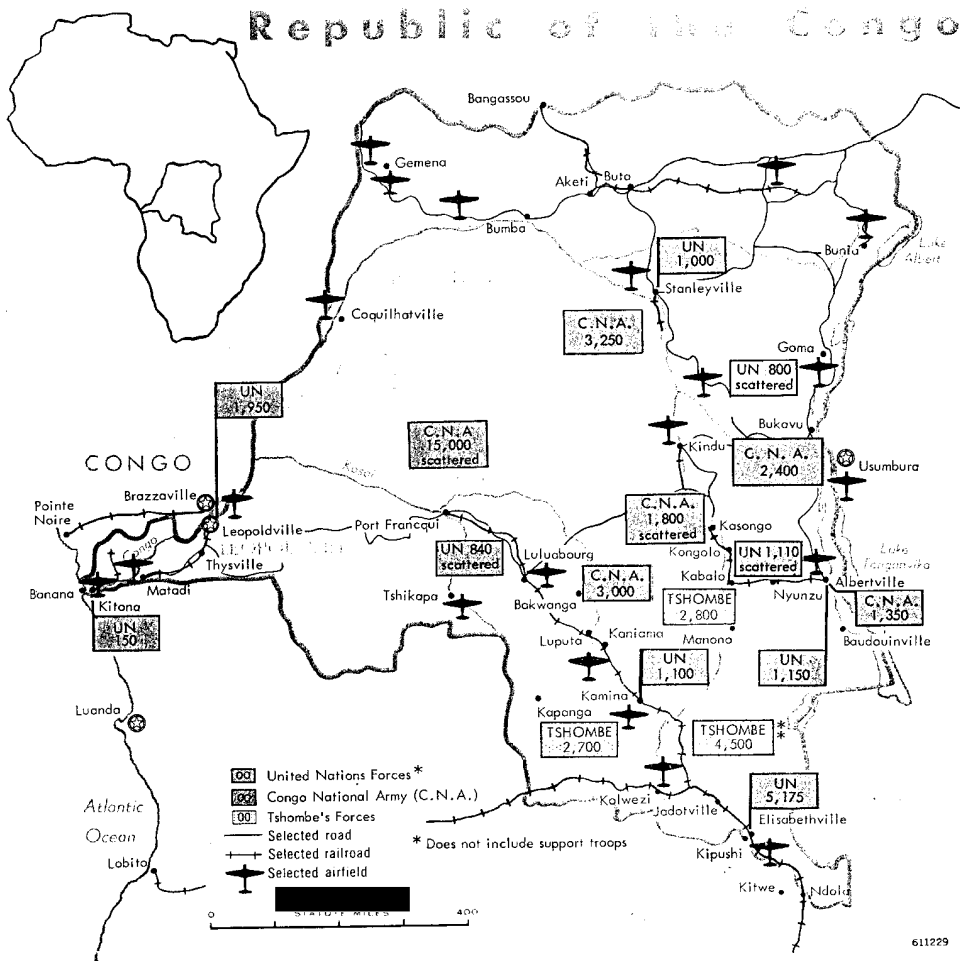 Republic of the Congo
Bangassou
Gemena
Aketi
Buta
Bumba
Bunia
Lake
Albert
UN
1,000
Stanleyville
Coquilhatville
C.N.A.
3,250
Goma
UN 800
scattered
UN
1,950
C.N.A.
15,000
scattered
Kindu
Bukavu
C. N. A.
2,400
Usumbura
CONGO
Kasai
Brazzaville
Pointe
Noire
Leopoldville
Congo
Thysville
Port Francqui
C.N.A.
1,800
scattered
Kasongo
Kongolo
UN 1,110
scattered
Lake
Tanganyika
UN 840
scattered
Luluabourg
Kabalo
Nyunzu
Albertville
Banana
Kitona
Matadi
Tshikapa
Bakwanga
C.N.A.
3,000
TSHOMBE
2,800
C.N.A.
1,350
UN
150
Luputa
Kaniama
Manono
Baudouinville
UN
1,100
UN
1,150
Kamina
Kapanga
Luanda
TSHOMBE
2,700
TSHOMBE
4,500
**
Kolwezi
Jadotville
UN
5,175
Elisabethville
Kipushi
Kitwe
Ndola
Atlantic
Ocean
Lobito
00 United Nations Forces *
00 Congo National Army (C.N.A.)
00 Tshombe's Forces
Selected road
Selected railroad
Selected airfield
* Does not include support troops
STATUTE MILES
0 400
611229